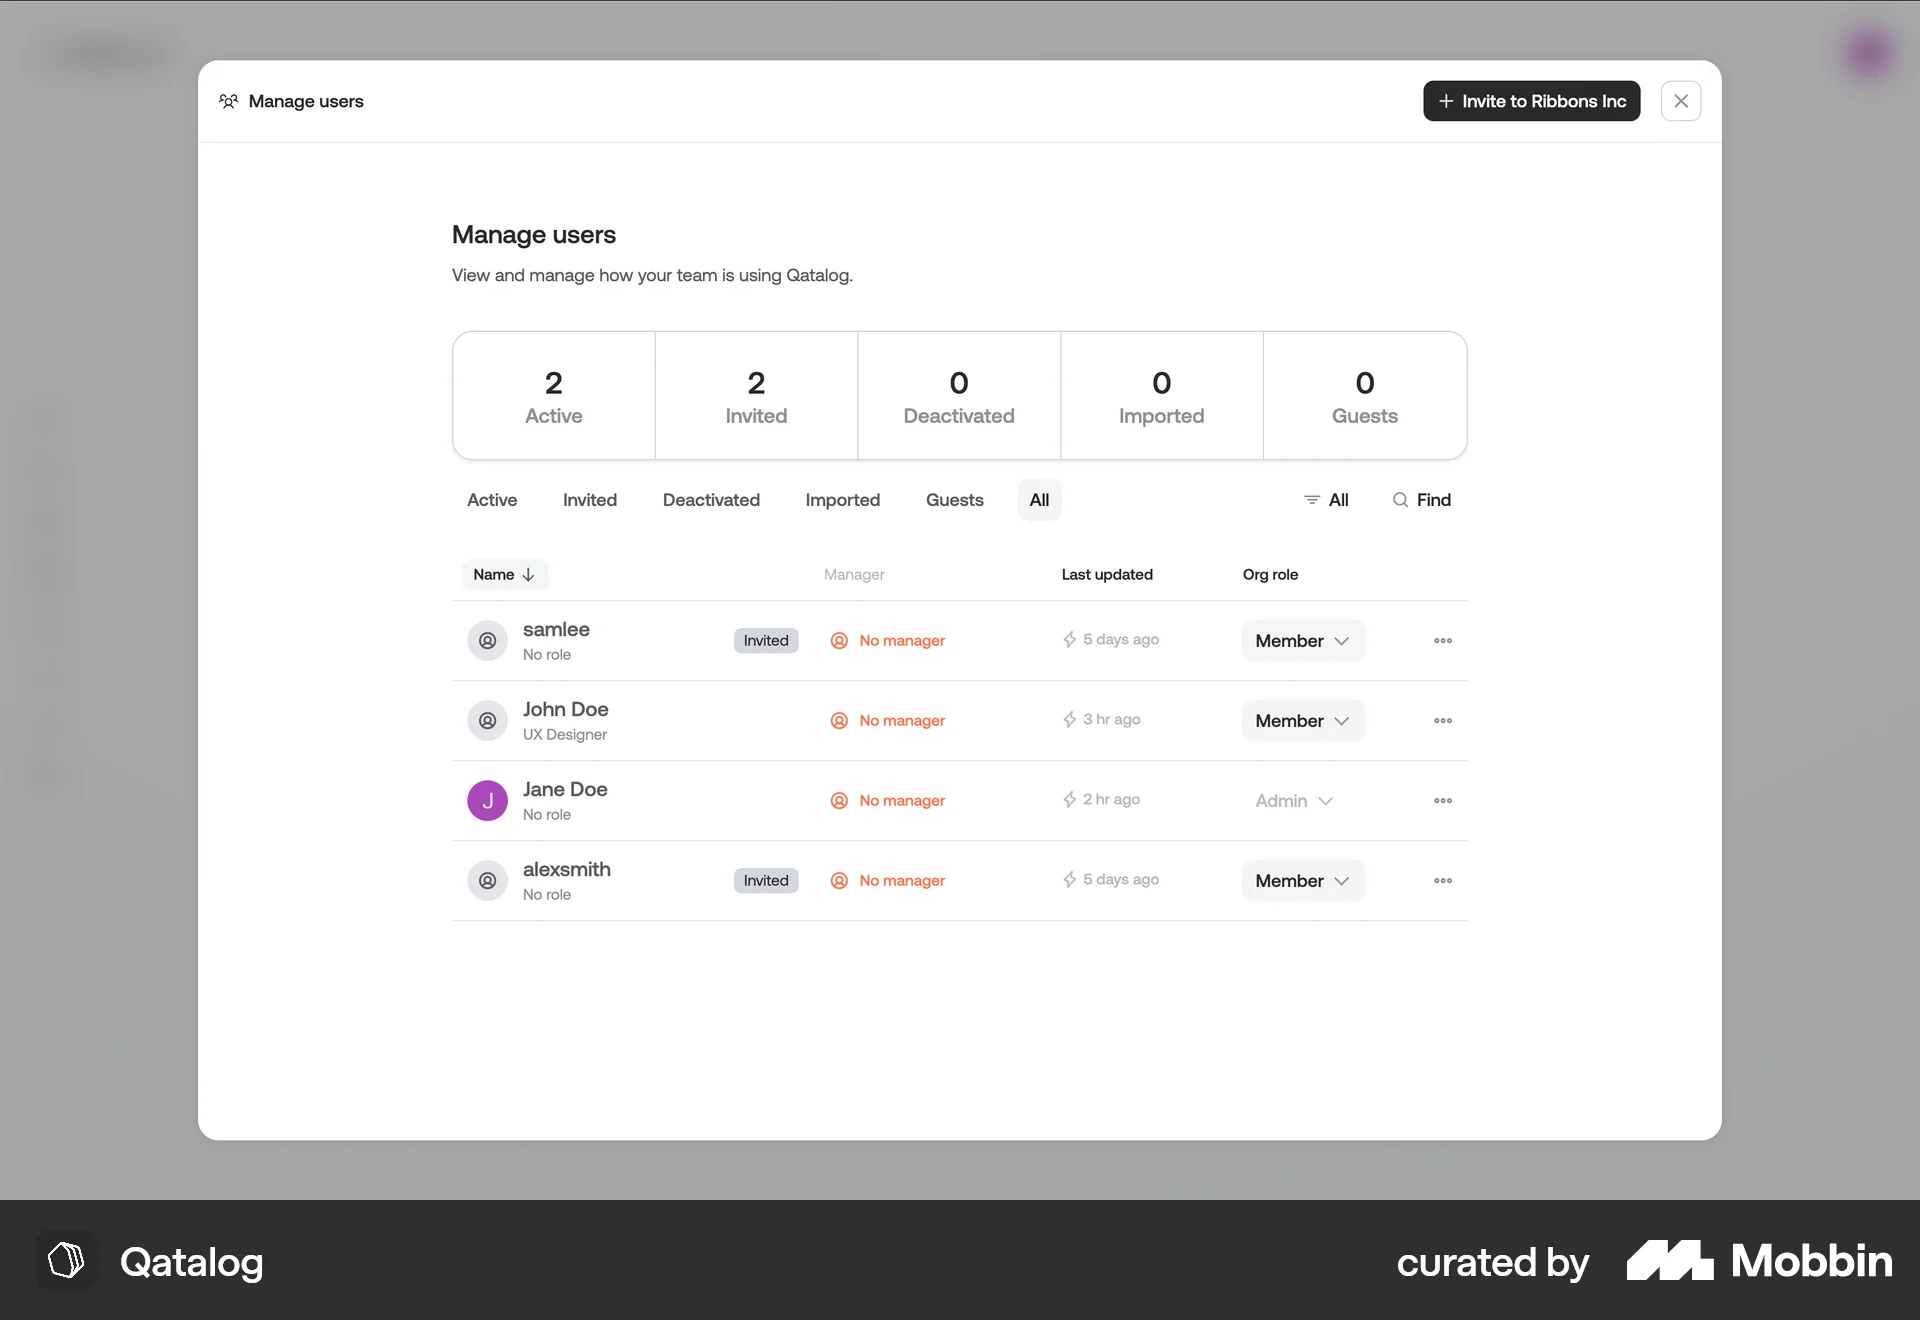 Manage users
+ Invite to Ribbons Inc
Manage users
View and manage how your team is using Qatalog.
2 2 0 0 0
Active Invited Deactivated Imported Guests
Active Invited Deactivated Imported Guests All All Find
Name Manager Last updated Org role
samlee
No role
Invited No manager 5 days ago Member
John Doe
UX Designer
No manager 3 hr ago Member
J
Jane Doe
No role
No manager 2 hr ago Admin
alexsmith
No role
Invited No manager 5 days ago Member
Qatalog
curated by Mobbin